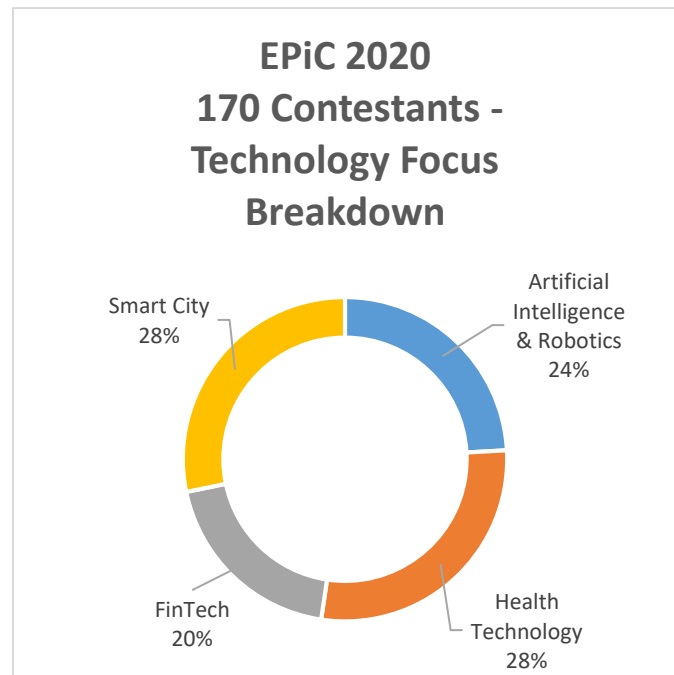 EPiC 2020
170 Contestants -
Technology Focus
Breakdown
Smart City
28%
Artificial
Intelligence
& Robotics
24%
FinTech
20%
Health
Technology
28%